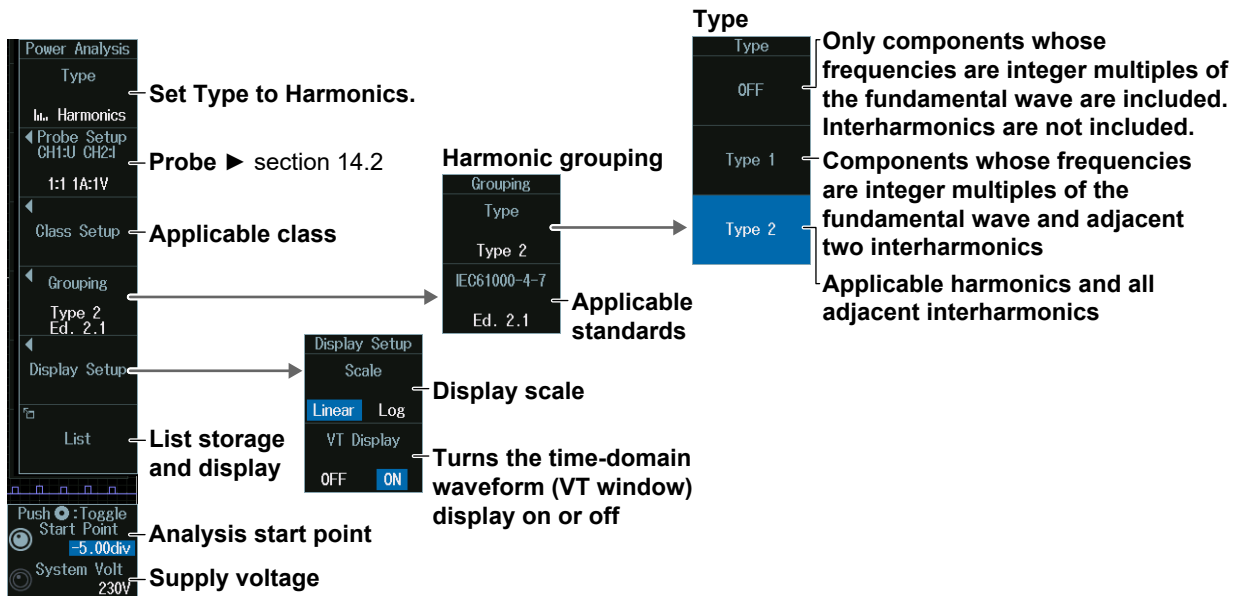 Power Analysis
Type
Harmonics
Probe Setup
CH1:U CH2:I
1:1 1A:1V
Class Setup
Grouping
Type 2
Ed. 2.1
Display Setup
List
Push :Toggle
Start Point
-5.00div
System Volt
230V
Set Type to Harmonics.
Probe ► section 14.2
Applicable class
List storage
and display
Analysis start point
Supply voltage
Harmonic grouping
Grouping
Type
Type 2
IEC61000-4-7
Ed. 2.1
Applicable
standards
Display Setup
Scale
Linear Log
VT Display
OFF ON
Display scale
Turns the time-domain
waveform (VT window)
display on or off
Type
Type
OFF
Type 1
Type 2
Only components whose
frequencies are integer multiples of
the fundamental wave are included.
Interharmonics are not included.
Components whose frequencies
are integer multiples of the
fundamental wave and adjacent
two interharmonics
Applicable harmonics and all
adjacent interharmonics